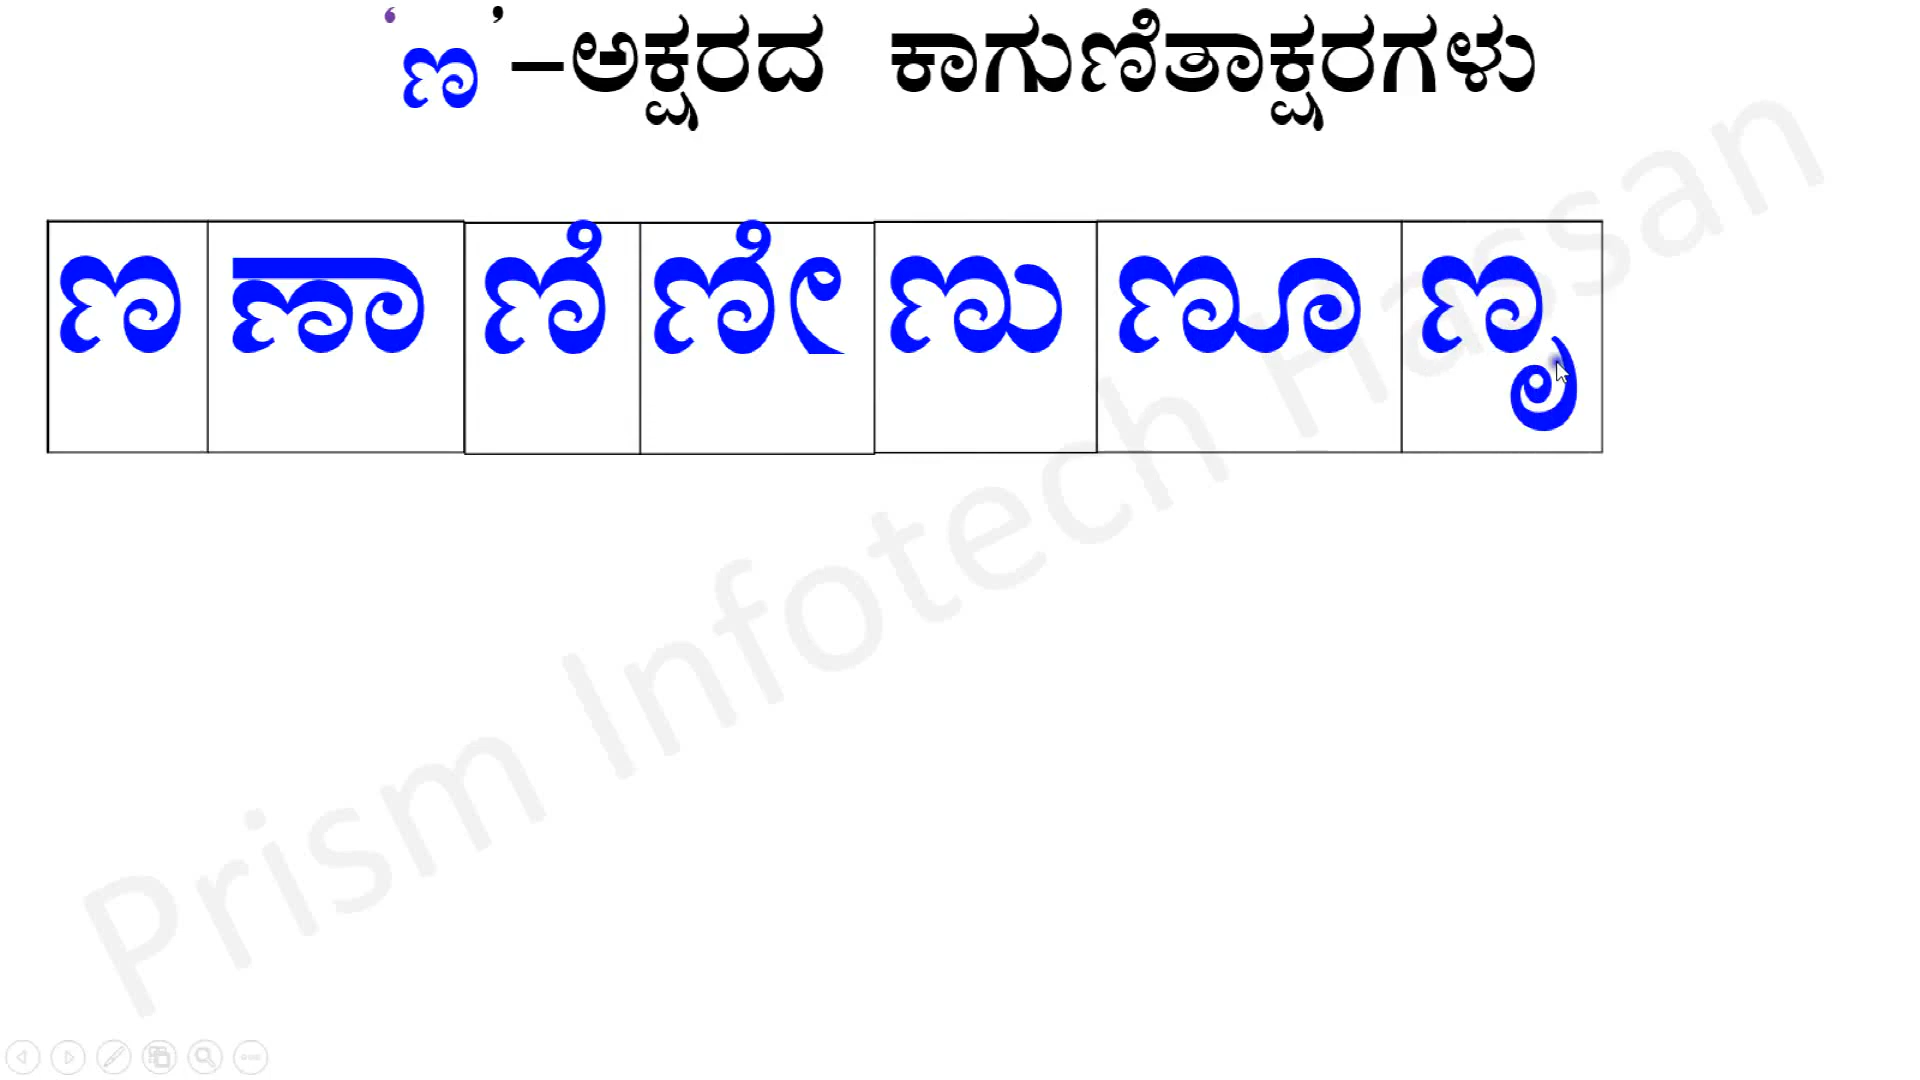 ‘ಣ’–ಅಕ್ಷರದ ಕಾಗುಣಿತಾಕ್ಷರಗಳು
ಣ ಣಾ ಣಿ ಣೀ ಣು ಣೂ ಣೃ
Prism Infotech Hassan